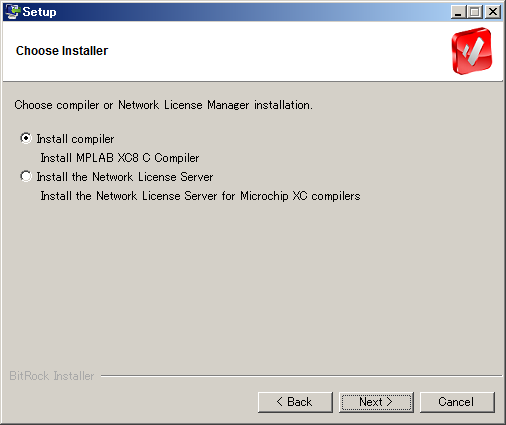 Setup
Choose Installer
Choose compiler or Network License Manager installation.
Install compiler
Install MPLAB XC8 C Compiler
Install the Network License Server
Install the Network License Server for Microchip XC compilers
BitRock Installer
< Back
Next >
Cancel